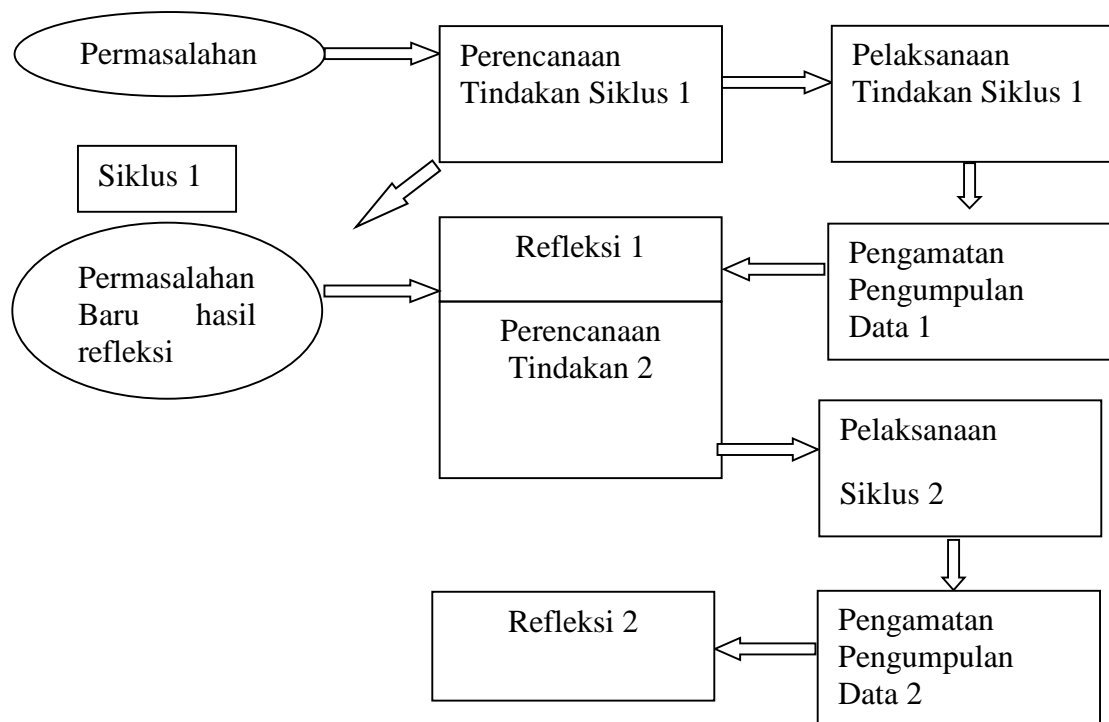 Permasalahan
Perencanaan
Tindakan Siklus 1
Pelaksanaan
Tindakan Siklus 1
Siklus 1
Refleksi 1
Pengamatan
Pengumpulan
Data 1
Permasalahan
Baru hasil
refleksi
Perencanaan
Tindakan 2
Pelaksanaan
Siklus 2
Refleksi 2
Pengamatan
Pengumpulan
Data 2